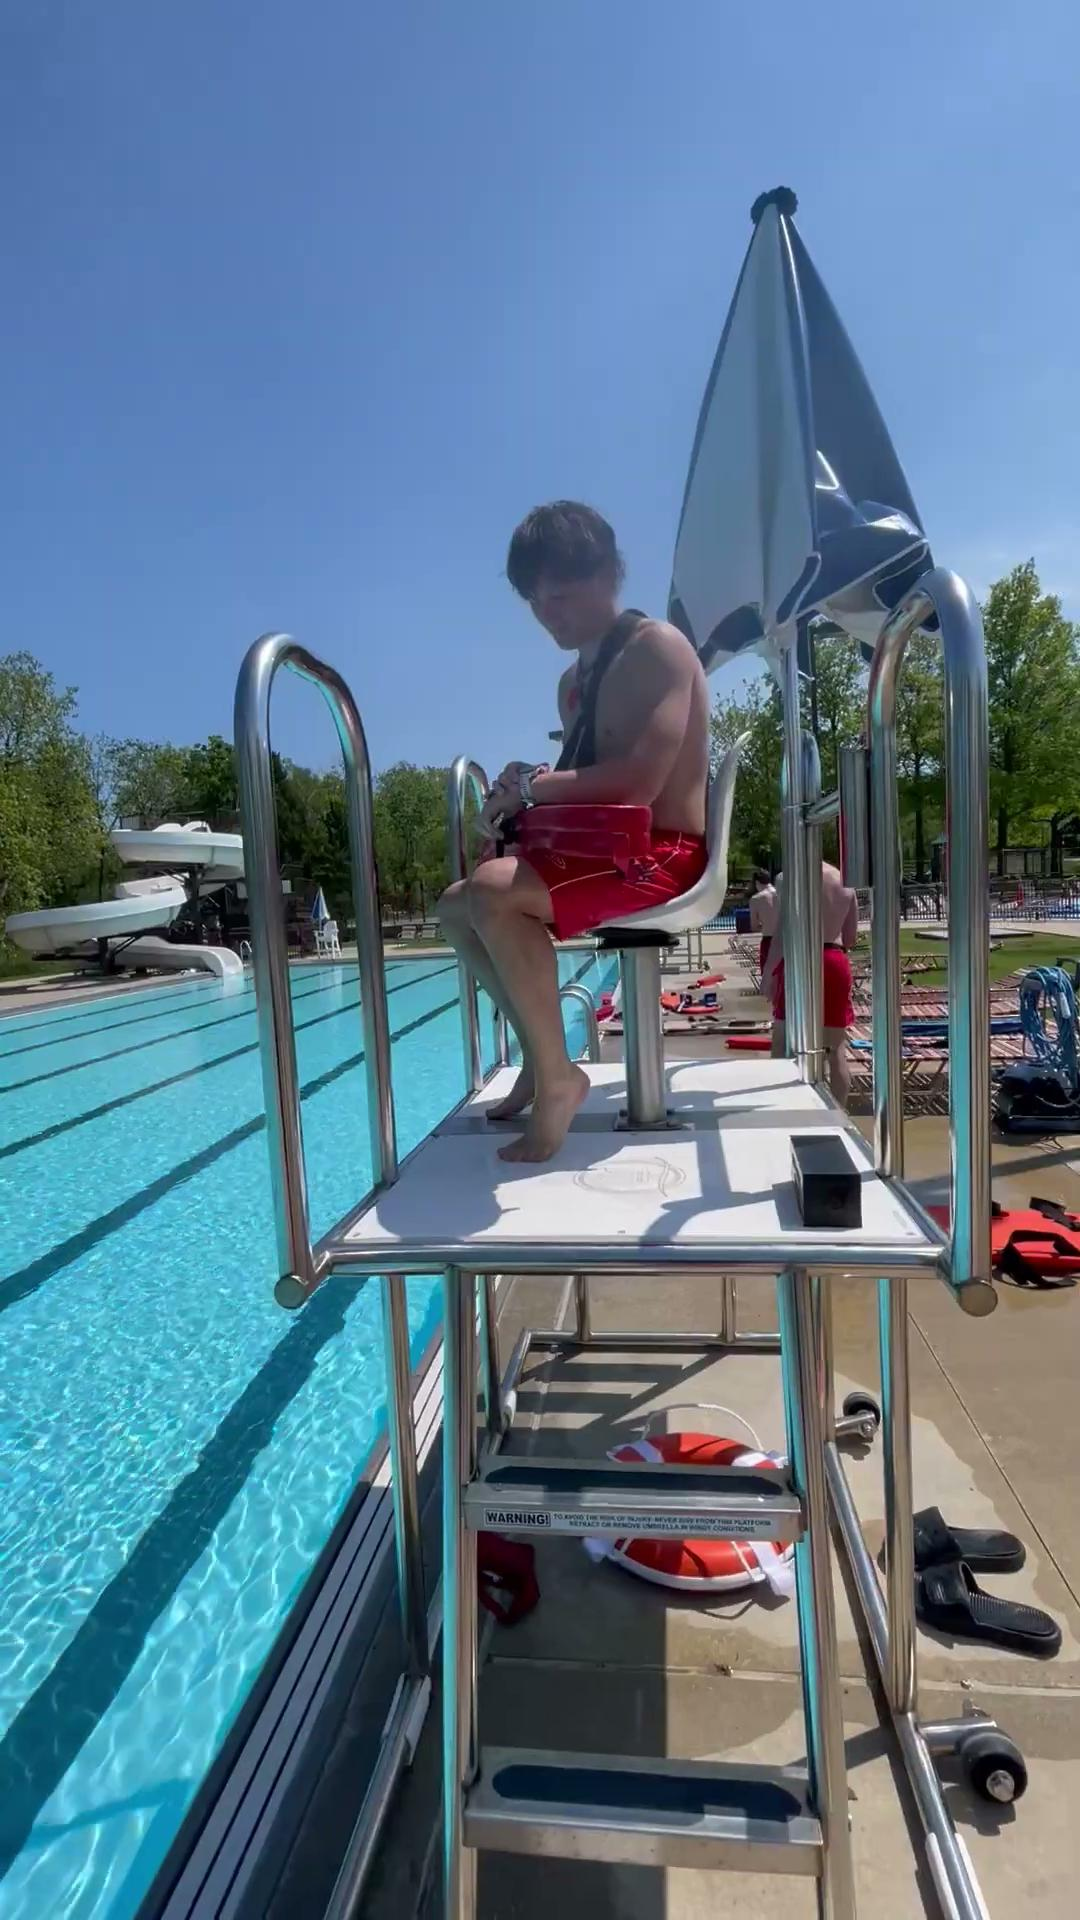 WARNING! TO AVOID THE RISK OF INJURY: NEVER DIVE FROM THIS PLATFORM
RETRACT OR REMOVE UMBRELLA IN WINDY CONDITIONS